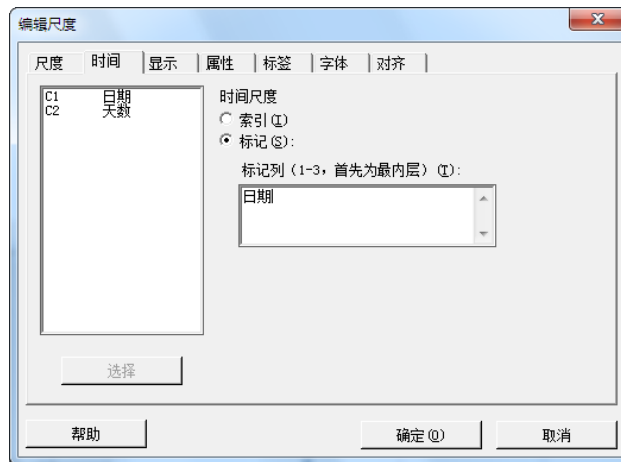 编辑尺度
尺度 时间 显示 属性 标签 字体 对齐
C1 日期
C2 天数
时间尺度
索引(I)
标记(S):
标记列 (1-3，首先为最内层) (T):
日期
选择
帮助 确定(O) 取消